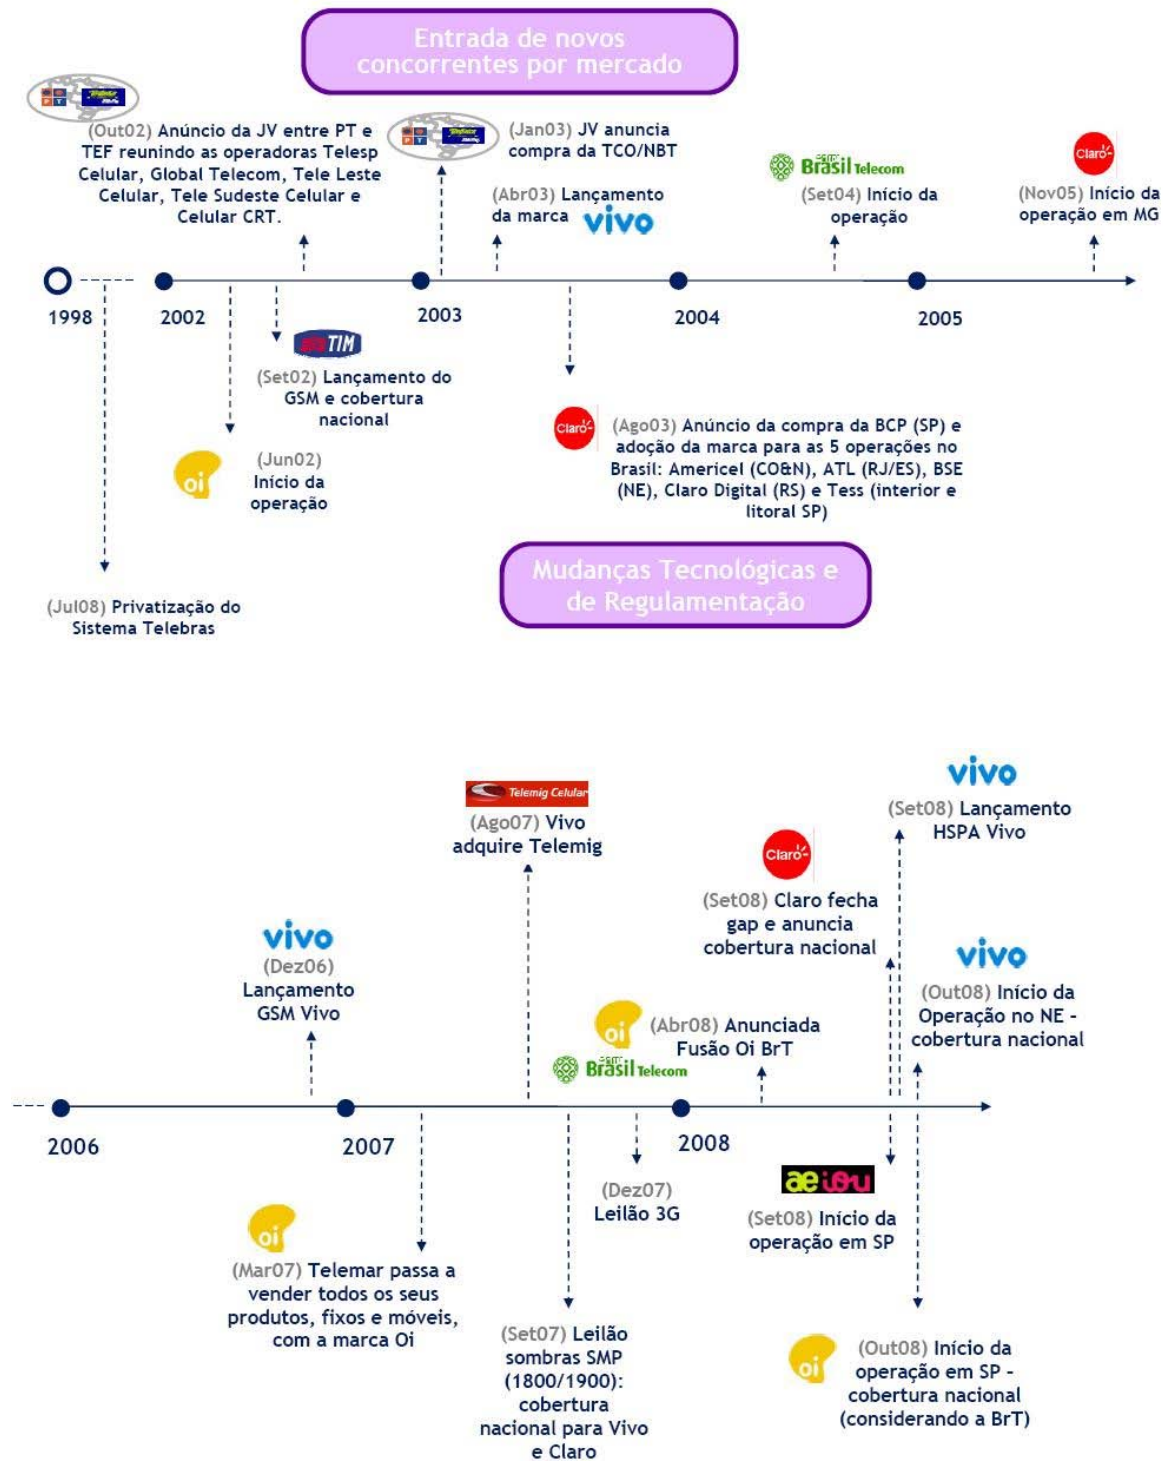 Entrada de novos
concorrentes por mercado
(Out02) Anúncio da JV entre PT e
TEF reunindo as operadoras Telesp
Celular, Global Telecom, Tele Leste
Celular, Tele Sudeste Celular e
Celular CRT.
(Jan03) JV anuncia
compra da TCO/NBT
(Abr03) Lançamento
da marca
vivo
Brasil Telecom
(Set04) Início da
operação
Claro
(Nov05) Início da
operação em MG
1998
2002
2003
2004
2005
TIM
(Set02) Lançamento do
GSM e cobertura
nacional
oi
(Jun02)
Início da
operação
Claro
(Ago03) Anúncio da compra da BCP (SP) e
adoção da marca para as 5 operações no
Brasil: Americel (CO&N), ATL (RJ/ES), BSE
(NE), Claro Digital (RS) e Tess (interior e
litoral SP)
Mudanças Tecnológicas e
de Regulamentação
(Jul08) Privatização do
Sistema Telebras
vivo
(Set08) Lançamento
HSPA Vivo
Telemig Celular
(Ago07) Vivo
adquire Telemig
Claro
(Set08) Claro fecha
gap e anuncia
cobertura nacional
vivo
(Dez06)
Lançamento
GSM Vivo
vivo
(Out08) Início da
Operação no NE –
cobertura nacional
oi
Brasil Telecom
(Abr08) Anunciada
Fusão Oi BrT
2006
2007
2008
(Dez07)
Leilão 3G
aeiou
(Set08) Início da
operação em SP
oi
(Mar07) Telemar passa a
vender todos os seus
produtos, fixos e móveis,
com a marca Oi
(Set07) Leilão
sombras SMP
(1800/1900):
cobertura
nacional para Vivo
e Claro
oi
(Out08) Início da
operação em SP –
cobertura nacional
(considerando a BrT)